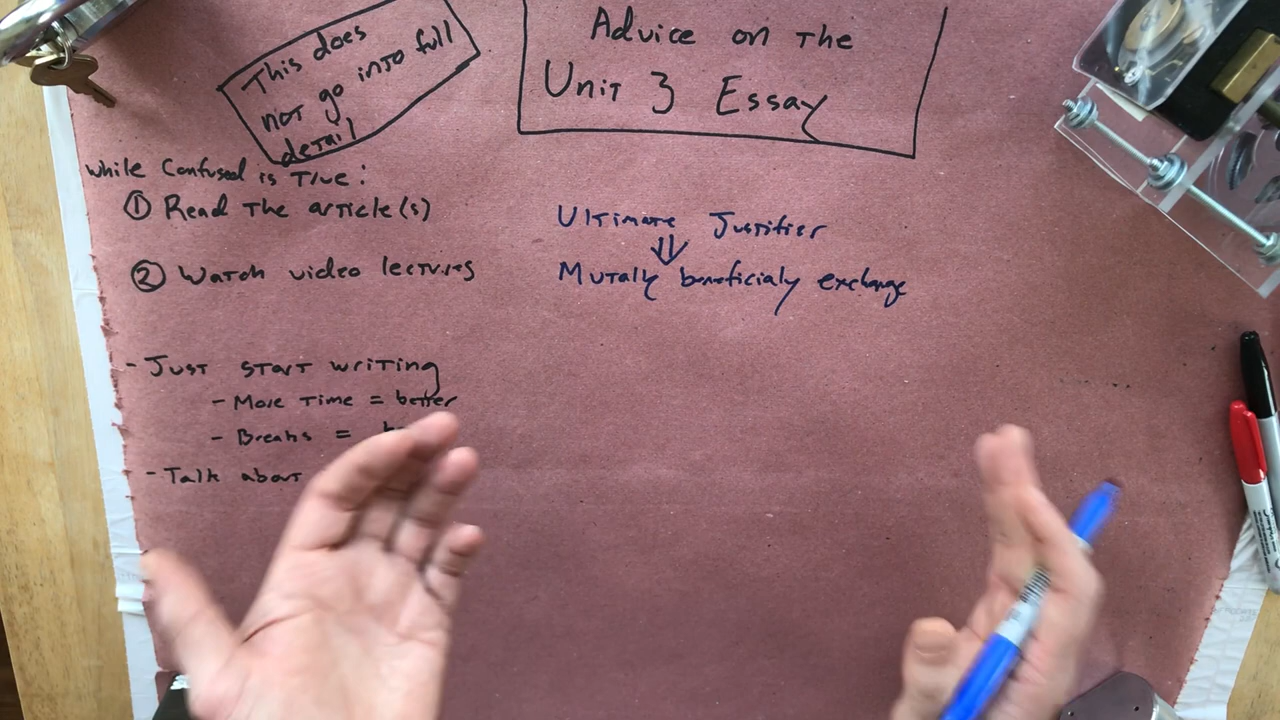 This does
not go into full
detail
Advice on the
Unit 3 Essay
while Confused is True:
① Read the article(s)
② Watch video lectures
Ultimate Justifier
⇓
Mutaly beneficialy exchange
- Just start writing
- More Time = better
- Breaks =
- Talk about